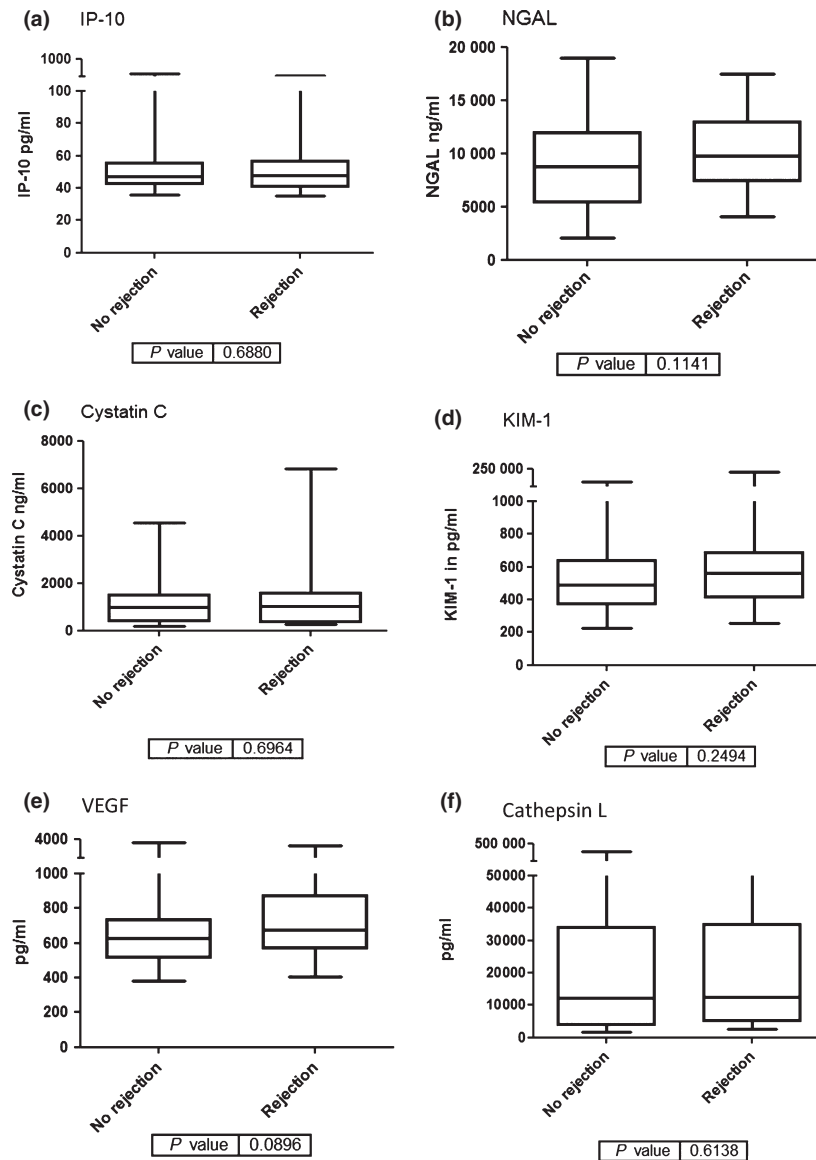 (a) IP-10
1000
100
80
60
40
20
0
IP-10 pg/ml
No rejection
Rejection
P value 0.6880
(b) NGAL
20 000
15 000
10 000
5000
0
NGAL ng/ml
No rejection
Rejection
P value 0.1141
(c) Cystatin C
8000
6000
4000
2000
0
Cystatin C ng/ml
No rejection
Rejection
P value 0.6964
(d) KIM-1
250 000
1000
800
600
400
200
0
KIM-1 in pg/ml
No rejection
Rejection
P value 0.2494
(e) VEGF
4000
1000
800
600
400
200
0
pg/ml
No rejection
Rejection
P value 0.0896
(f) Cathepsin L
500 000
50000
40000
30000
20000
10000
0
pg/ml
No rejection
Rejection
P value 0.6138